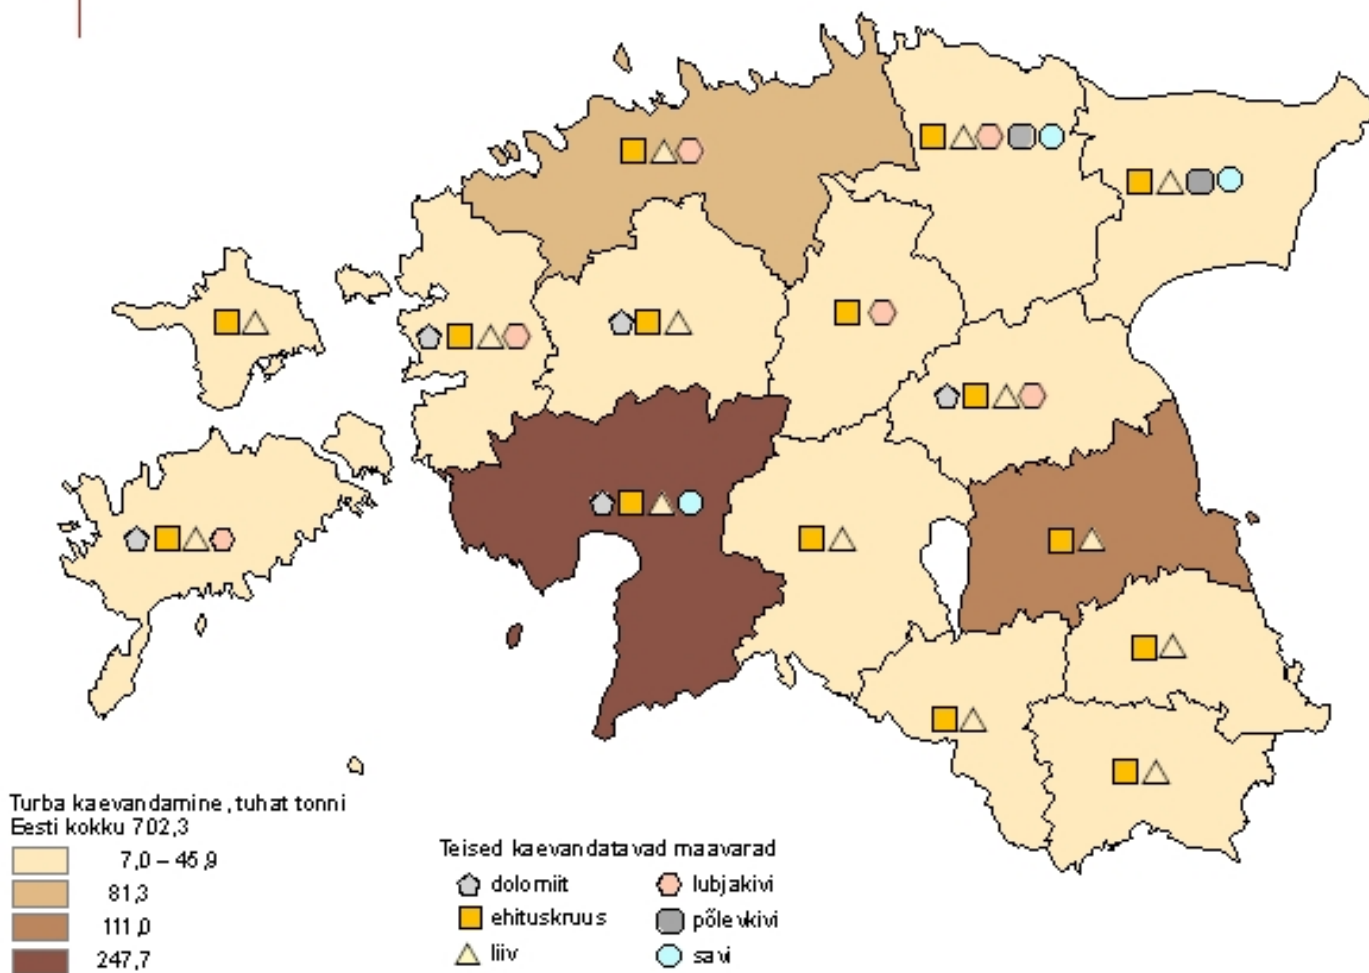 Turba kaevandamine, tuhat tonni
Eesti kokku 702,3
7,0 – 45,9
81,3
111,0
247,7
Teised kaevandatavad maavarad
dolomiit
ehituskruus
liiv
lubjakivi
põlevkivi
savi